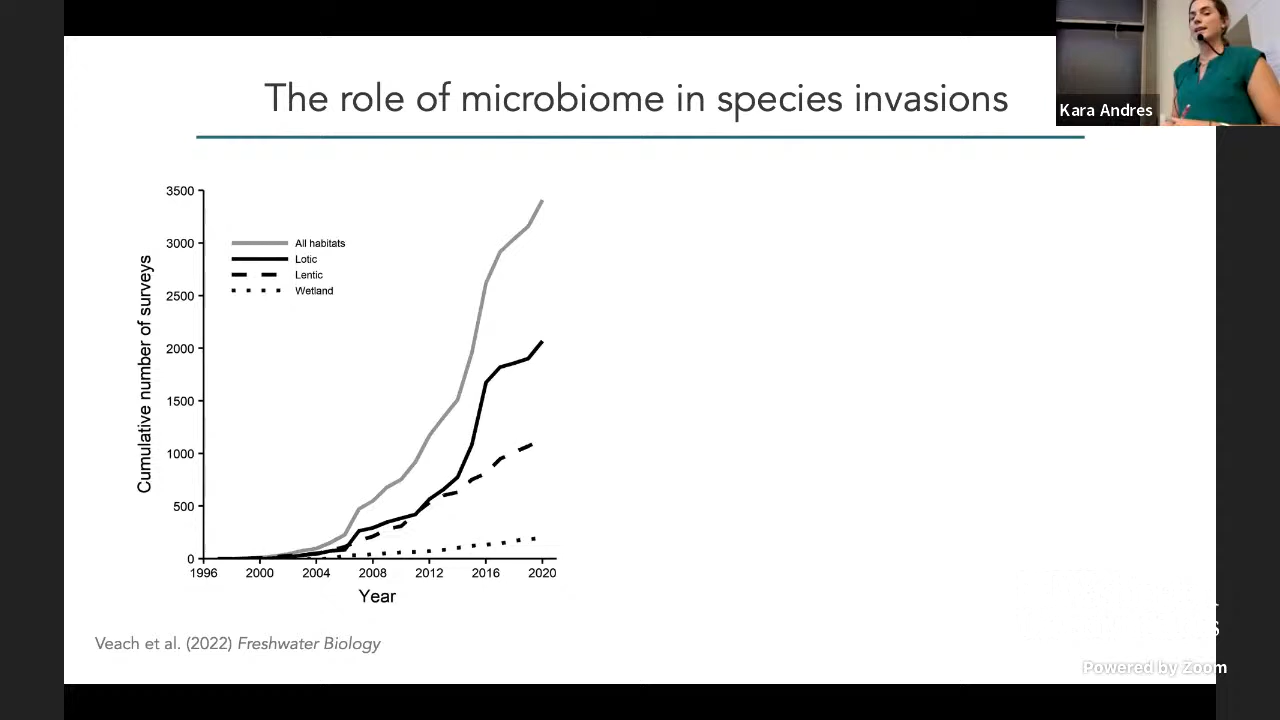 The role of microbiome in species invasions
Kara Andres
3500
3000
2500
2000
1500
1000
500
0
Cumulative number of surveys
All habitats
Lotic
Lentic
Wetland
1996 2000 2004 2008 2012 2016 2020
Year
Veach et al. (2022) Freshwater Biology
Powered by Zoom